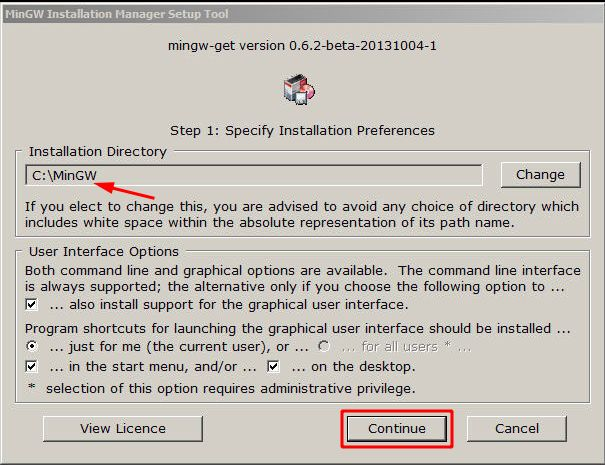 MinGW Installation Manager Setup Tool
mingw-get version 0.6.2-beta-20131004-1
Step 1: Specify Installation Preferences
Installation Directory
C:\MinGW
Change
If you elect to change this, you are advised to avoid any choice of directory which
includes white space within the absolute representation of its path name.
User Interface Options
Both command line and graphical options are available. The command line interface
is always supported; the alternative only if you choose the following option to ...
... also install support for the graphical user interface.
Program shortcuts for launching the graphical user interface should be installed ...
... just for me (the current user), or ... ... for all users * ...
... in the start menu, and/or ... ... on the desktop.
* selection of this option requires administrative privilege.
View Licence Continue Cancel